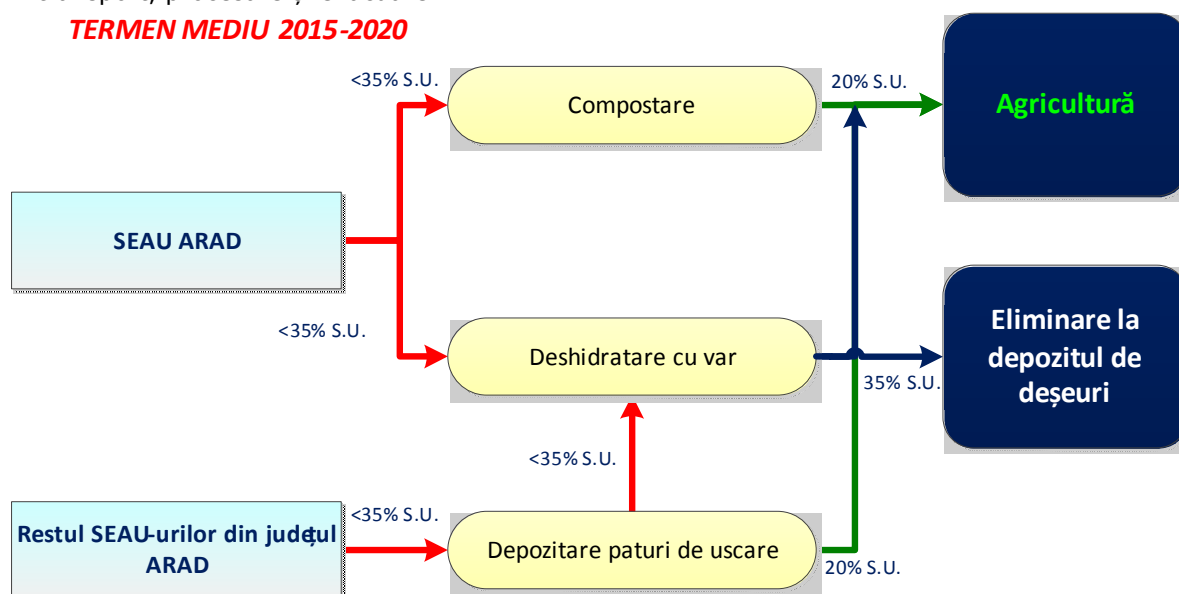 TERMEN MEDIU 2015-2020
<35% S.U.
Compostare
20% S.U.
Agricultură
SEAU ARAD
<35% S.U.
Deshidratare cu var
35% S.U.
Eliminare la
depozitul de
deșeuri
<35% S.U.
Restul SEAU-urilor din județul
ARAD
<35% S.U.
Depozitare paturi de uscare
20% S.U.